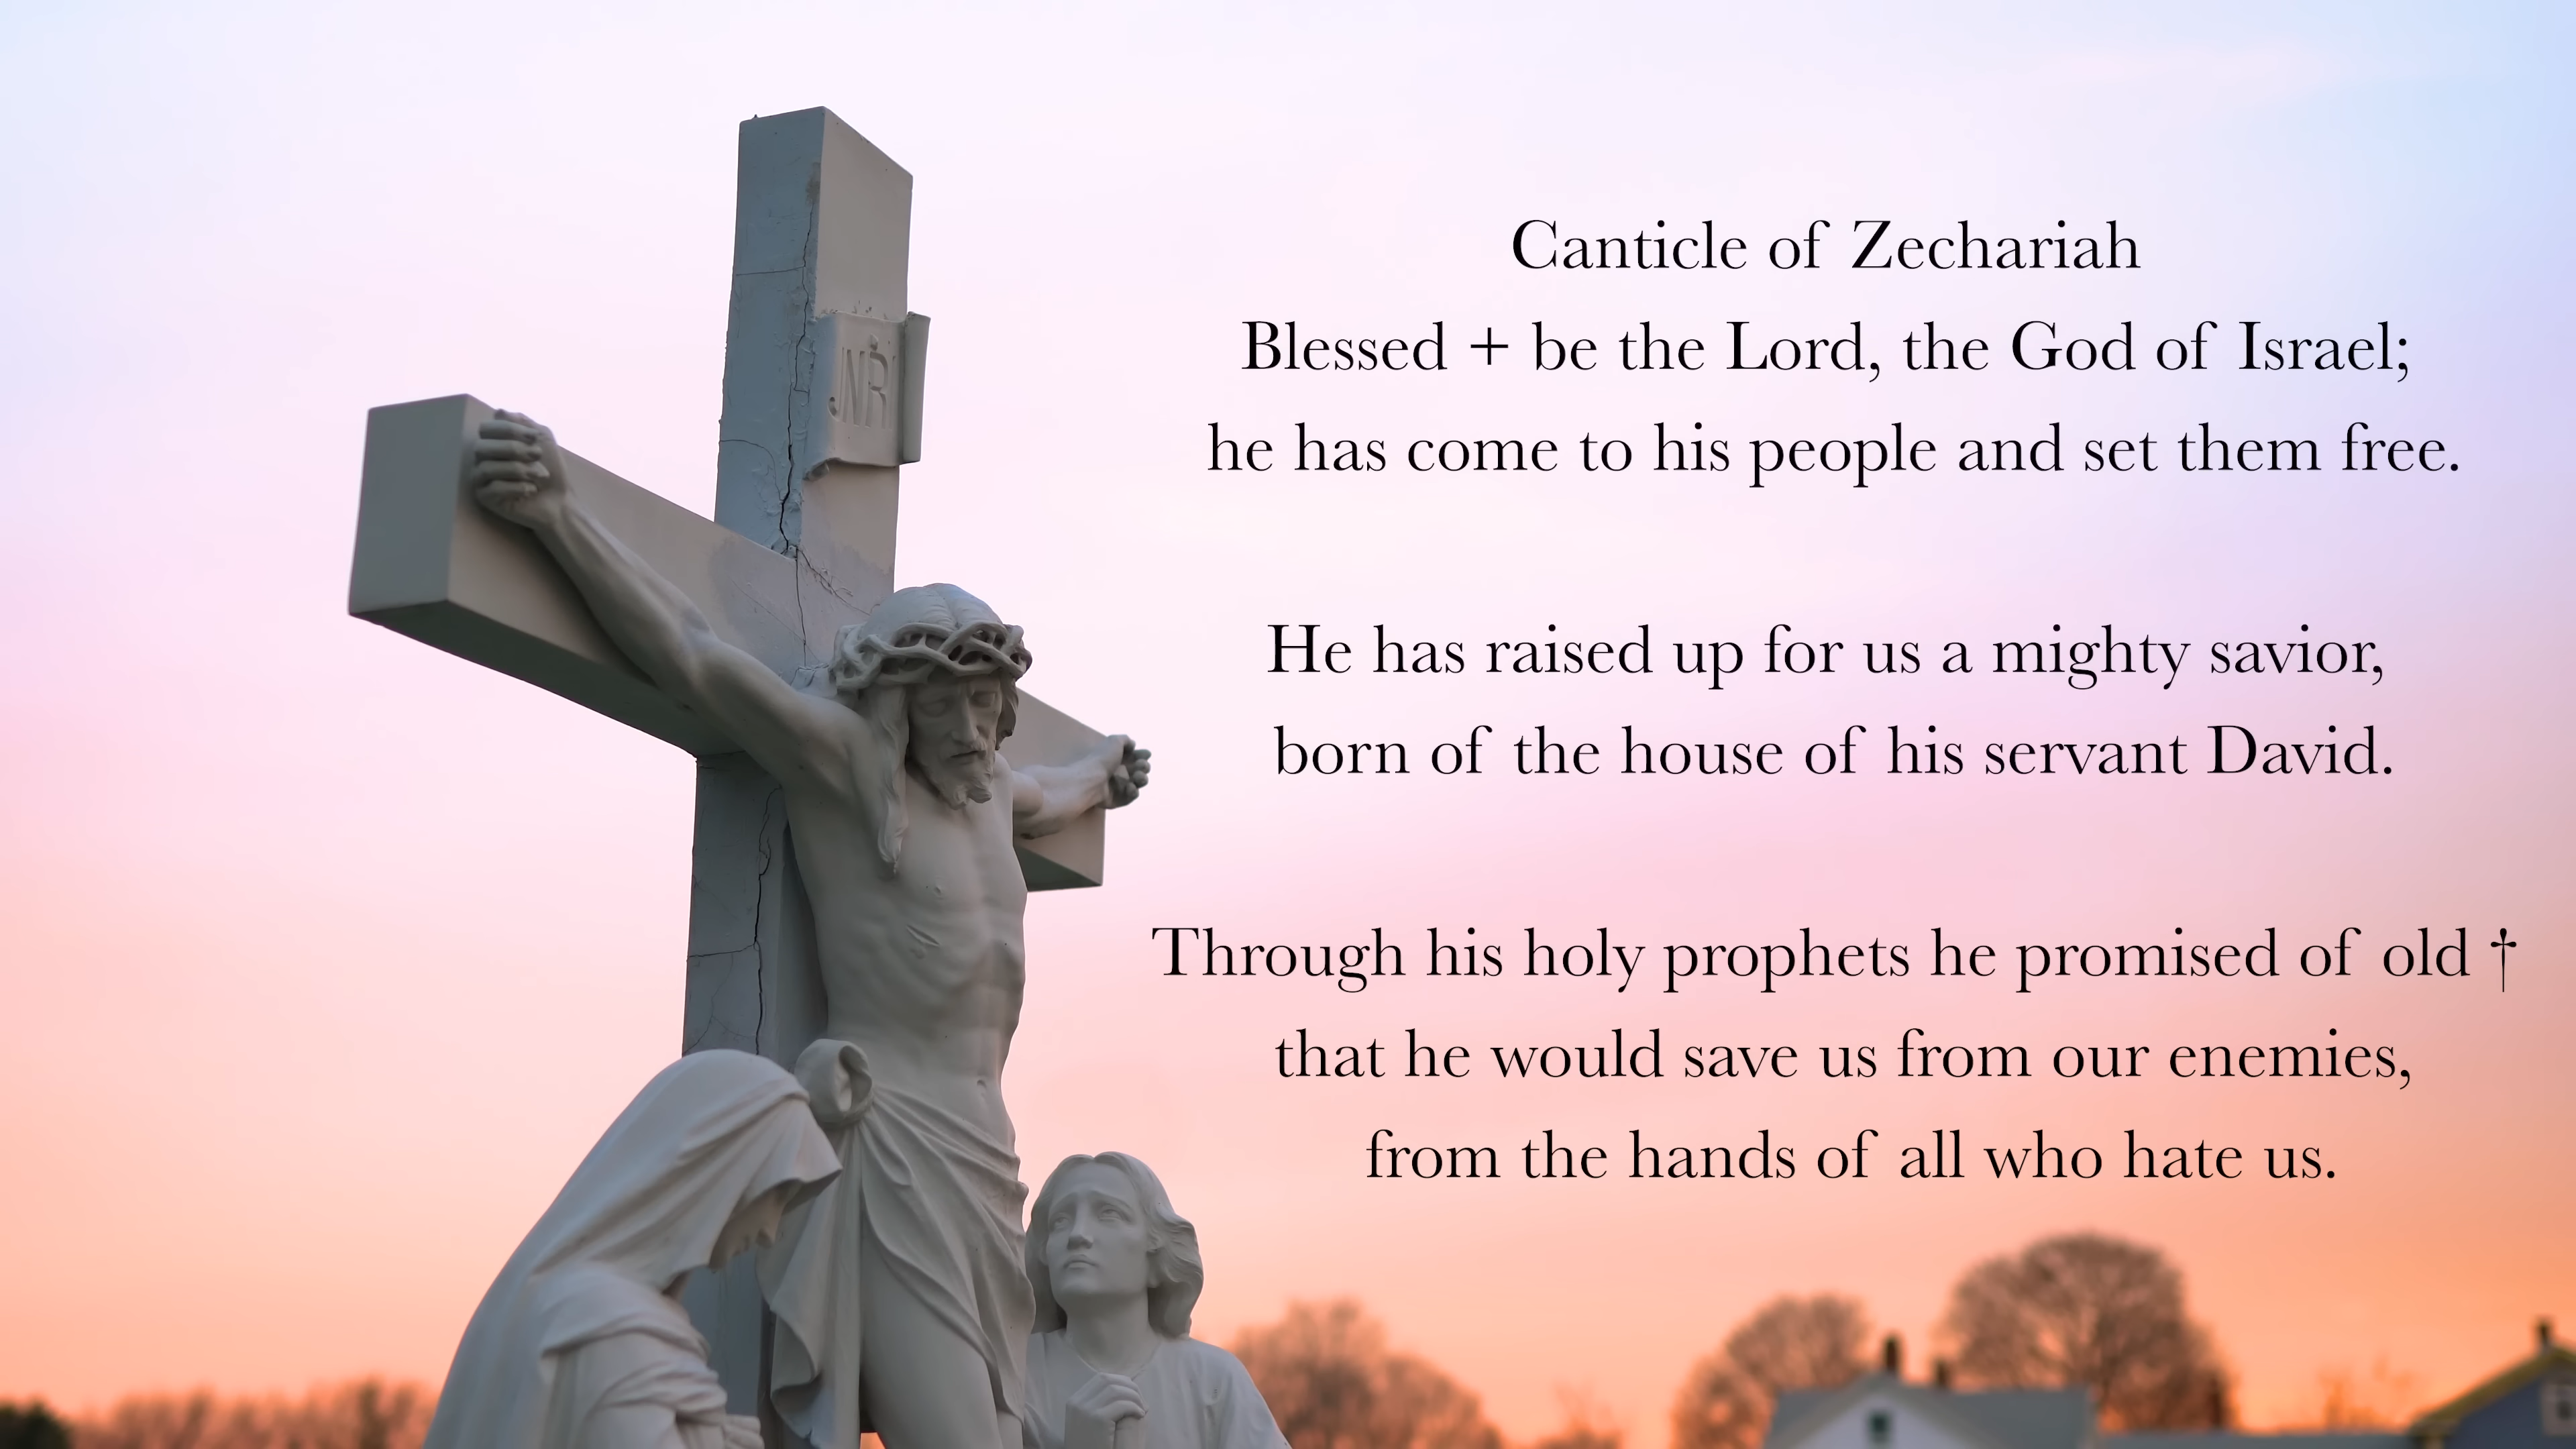 JNRI
Canticle of Zechariah
Blessed + be the Lord, the God of Israel;
he has come to his people and set them free.
He has raised up for us a mighty savior,
born of the house of his servant David.
Through his holy prophets he promised of old †
that he would save us from our enemies,
from the hands of all who hate us.